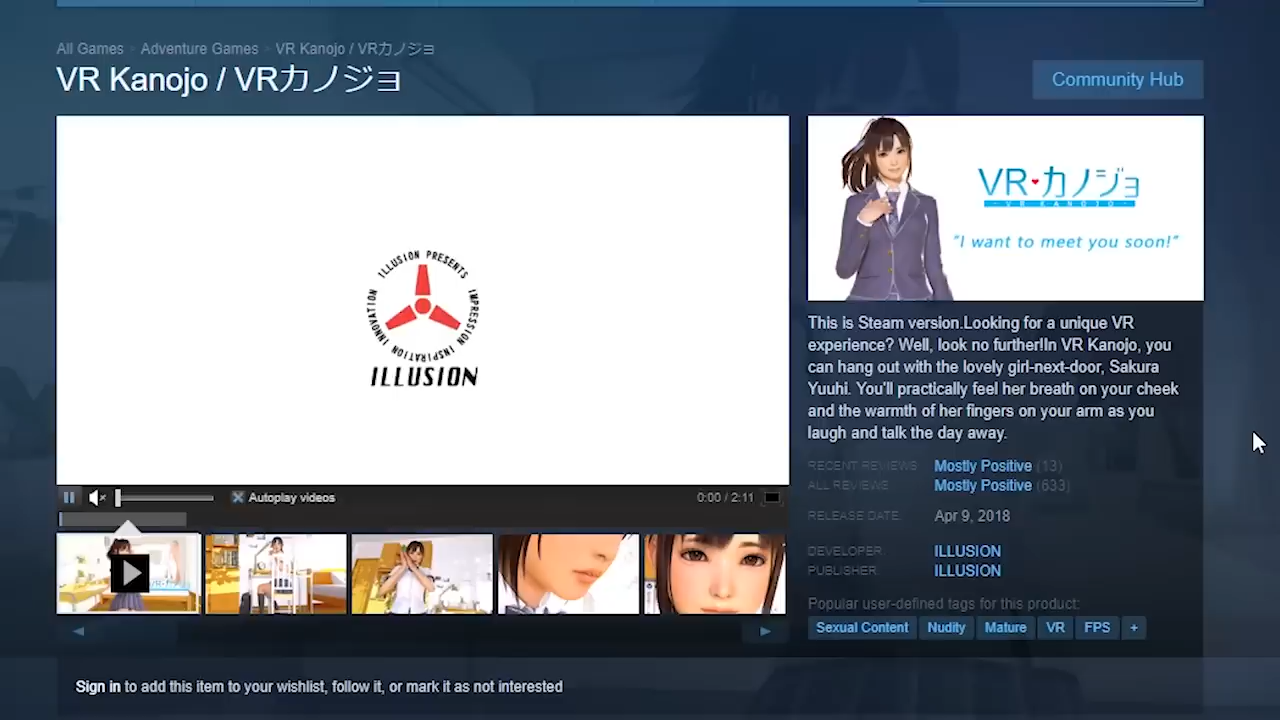 All Games > Adventure Games > VR Kanojo / VRカノジョ
VR Kanojo / VRカノジョ
Community Hub
ILLUSION PRESENTS
IMPRESSION INSPIRATION INNOVATION
ILLUSION
VR カノジョ
VR KANOJO
"I want to meet you soon!"
This is Steam version.Looking for a unique VR
experience? Well, look no further!In VR Kanojo, you
can hang out with the lovely girl-next-door, Sakura
Yuuhi. You'll practically feel her breath on your cheek
and the warmth of her fingers on your arm as you
laugh and talk the day away.
RECENT REVIEWS: Mostly Positive (13)
ALL REVIEWS: Mostly Positive (633)
RELEASE DATE: Apr 9, 2018
DEVELOPER: ILLUSION
PUBLISHER: ILLUSION
Popular user-defined tags for this product:
Sexual Content Nudity Mature VR FPS +
Autoplay videos
0:00 / 2:11
Sign in to add this item to your wishlist, follow it, or mark it as not interested